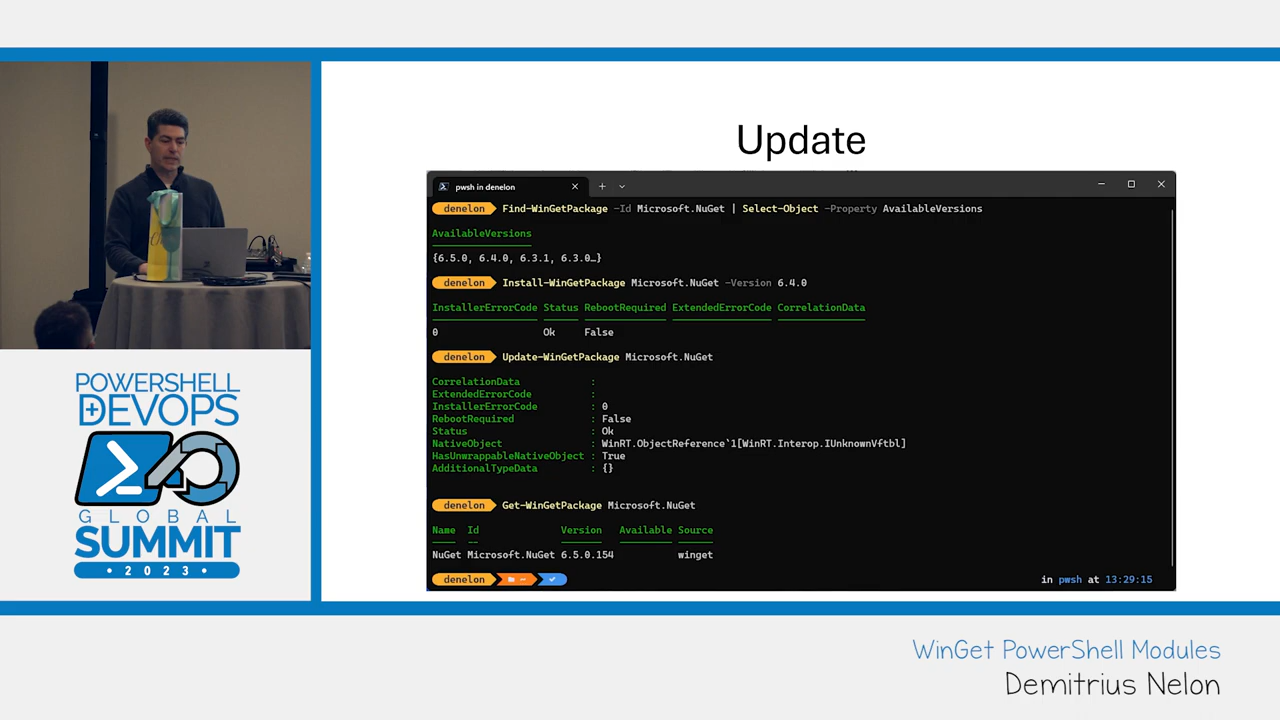 Update
pwsh in denelon
denelon Find-WinGetPackage -Id Microsoft.NuGet | Select-Object -Property AvailableVersions
AvailableVersions
{6.5.0, 6.4.0, 6.3.1, 6.3.0…}
denelon Install-WinGetPackage Microsoft.NuGet -Version 6.4.0
InstallerErrorCode Status RebootRequired ExtendedErrorCode CorrelationData
0 Ok False
denelon Update-WinGetPackage Microsoft.NuGet
CorrelationData :
ExtendedErrorCode :
InstallerErrorCode : 0
RebootRequired : False
Status : Ok
NativeObject : WinRT.ObjectReference`1[WinRT.Interop.IUnknownVftbl]
HasUnwrappableNativeObject : True
AdditionalTypeData : {}
denelon Get-WinGetPackage Microsoft.NuGet
Name Id Version Available Source
NuGet Microsoft.NuGet 6.5.0.154 winget
denelon ~
in pwsh at 13:29:15
POWERSHELL
+DEVOPS
GLOBAL
SUMMIT
• 2023 •
WinGet PowerShell Modules
Demitrius Nelon